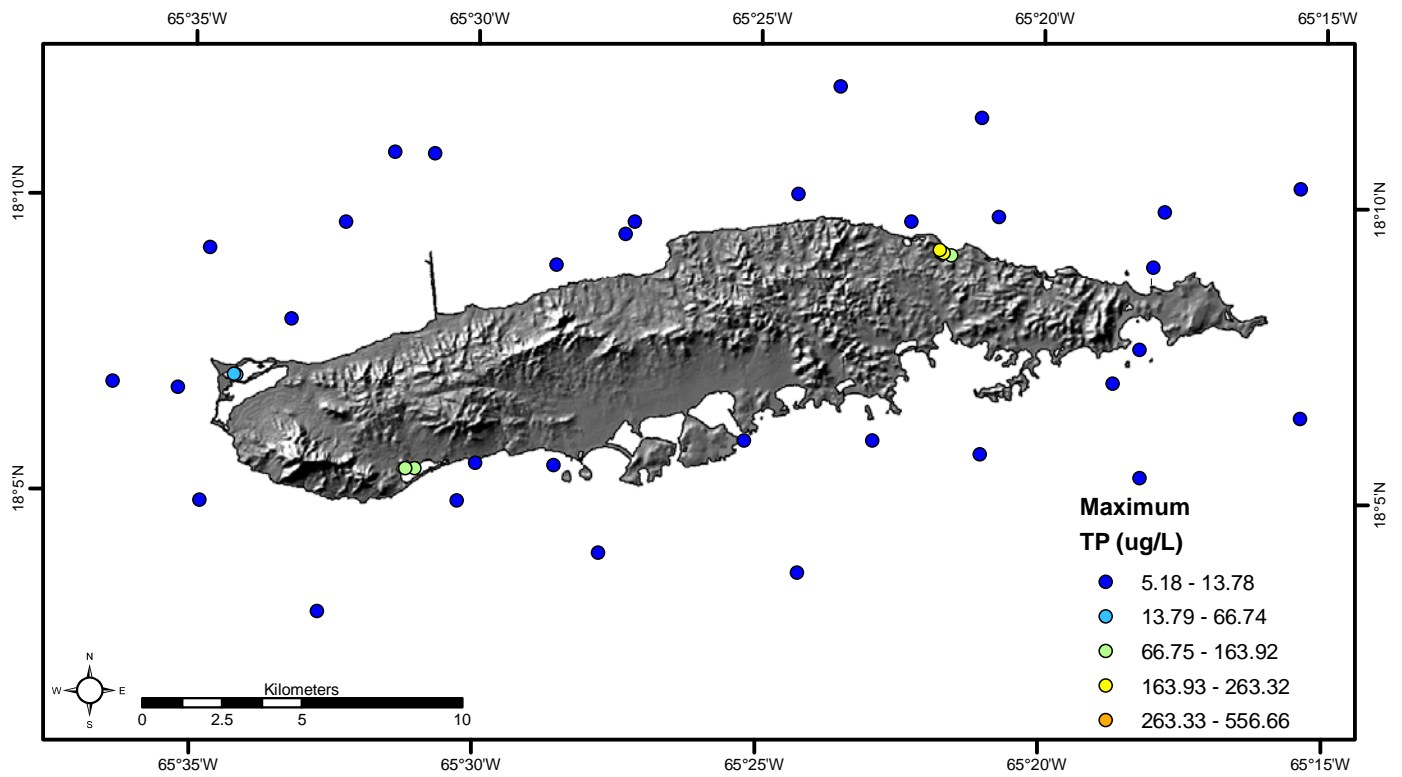 65°35'W 65°30'W 65°25'W 65°20'W 65°15'W
18°10'N
18°10'N
18°5'N
18°5'N
Maximum
TP (ug/L)
5.18 - 13.78
13.79 - 66.74
66.75 - 163.92
163.93 - 263.32
263.33 - 556.66
N
W E
S
Kilometers
0 2.5 5 10
65°35'W 65°30'W 65°25'W 65°20'W 65°15'W